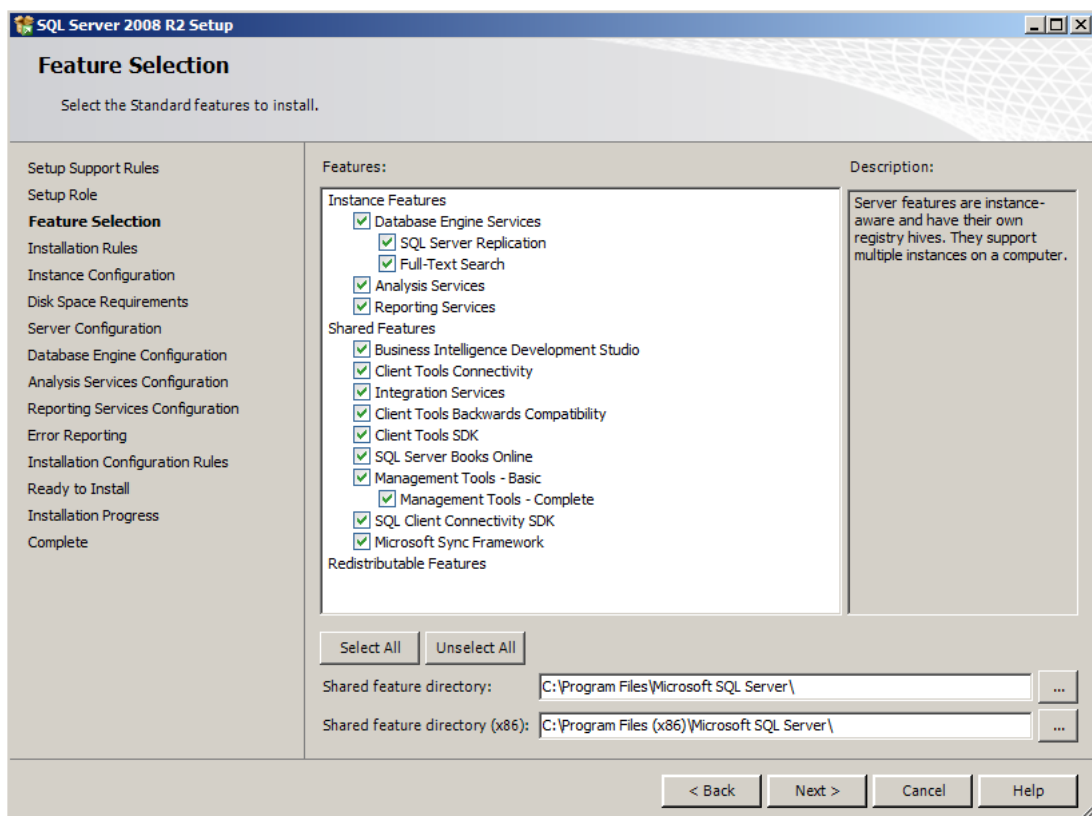 SQL Server 2008 R2 Setup
Feature Selection
Select the Standard features to install.
Setup Support Rules
Setup Role
Feature Selection
Installation Rules
Instance Configuration
Disk Space Requirements
Server Configuration
Database Engine Configuration
Analysis Services Configuration
Reporting Services Configuration
Error Reporting
Installation Configuration Rules
Ready to Install
Installation Progress
Complete
Features:
Instance Features
Database Engine Services
SQL Server Replication
Full-Text Search
Analysis Services
Reporting Services
Shared Features
Business Intelligence Development Studio
Client Tools Connectivity
Integration Services
Client Tools Backwards Compatibility
Client Tools SDK
SQL Server Books Online
Management Tools - Basic
Management Tools - Complete
SQL Client Connectivity SDK
Microsoft Sync Framework
Redistributable Features
Description:
Server features are instance-
aware and have their own
registry hives. They support
multiple instances on a computer.
Select All
Unselect All
Shared feature directory:
C:\Program Files\Microsoft SQL Server\
...
Shared feature directory (x86):
C:\Program Files (x86)\Microsoft SQL Server\
...
< Back
Next >
Cancel
Help